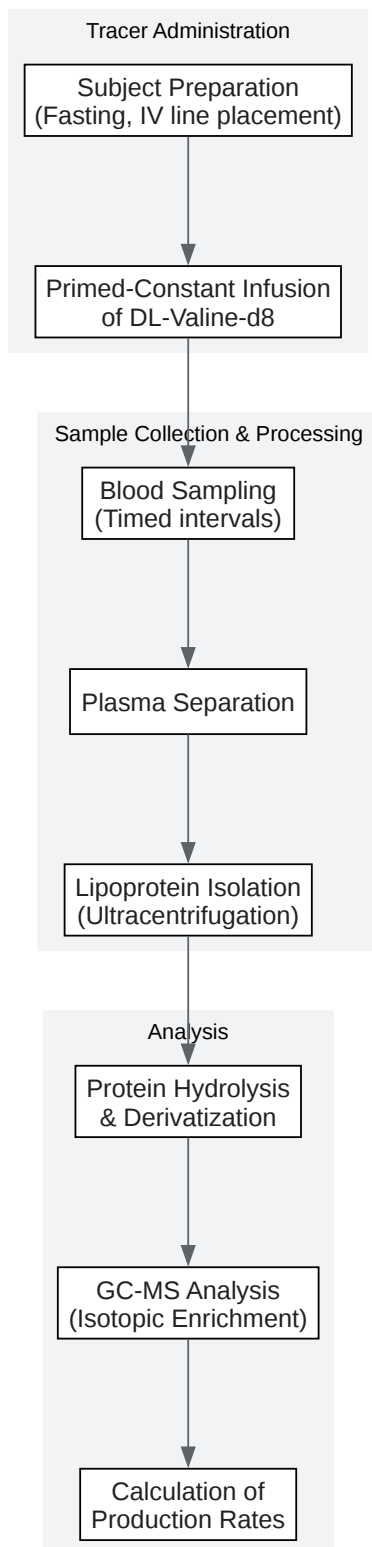 Tracer Administration
Subject Preparation
(Fasting, IV line placement)
Primed-Constant Infusion
of DL-Valine-d8
Sample Collection & Processing
Blood Sampling
(Timed intervals)
Plasma Separation
Lipoprotein Isolation
(Ultracentrifugation)
Analysis
Protein Hydrolysis
& Derivatization
GC-MS Analysis
(Isotopic Enrichment)
Calculation of
Production Rates